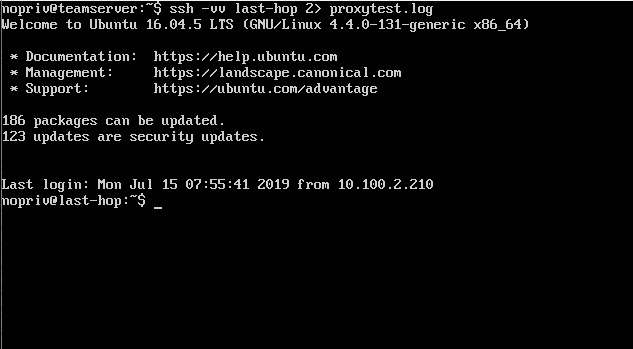 nopriv@teamserver:~$ ssh -vv last-hop 2> proxytest.log
Welcome to Ubuntu 16.04.5 LTS (GNU/Linux 4.4.0-131-generic x86_64)
* Documentation:  https://help.ubuntu.com
* Management:     https://landscape.canonical.com
* Support:        https://ubuntu.com/advantage
186 packages can be updated.
123 updates are security updates.
Last login: Mon Jul 15 07:55:41 2019 from 10.100.2.210
nopriv@last-hop:~$ _